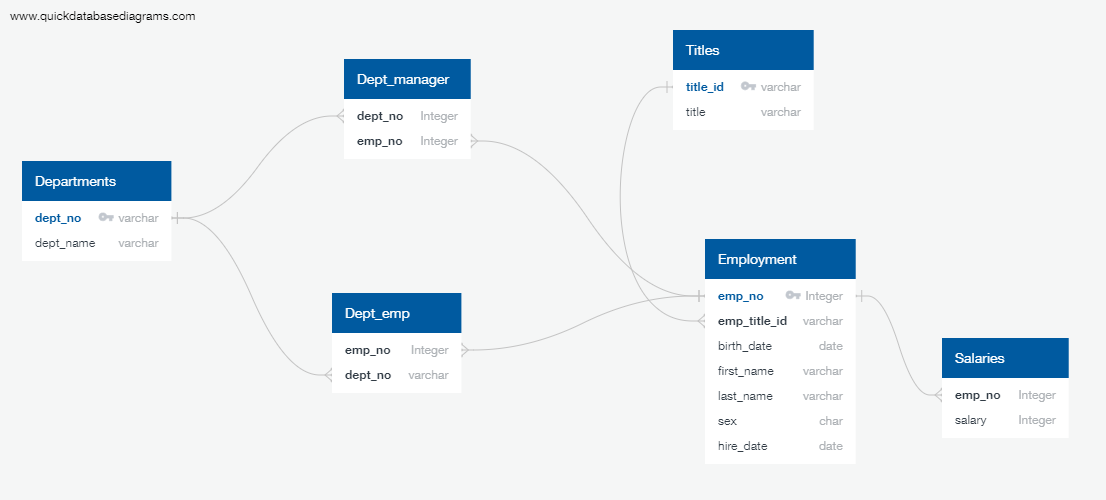 www.quickdatabasediagrams.com
Titles
title_id varchar
title varchar
Dept_manager
dept_no Integer
emp_no Integer
Departments
dept_no varchar
dept_name varchar
Employment
emp_no Integer
emp_title_id varchar
birth_date date
first_name varchar
last_name varchar
sex char
hire_date date
Dept_emp
emp_no Integer
dept_no varchar
Salaries
emp_no Integer
salary Integer